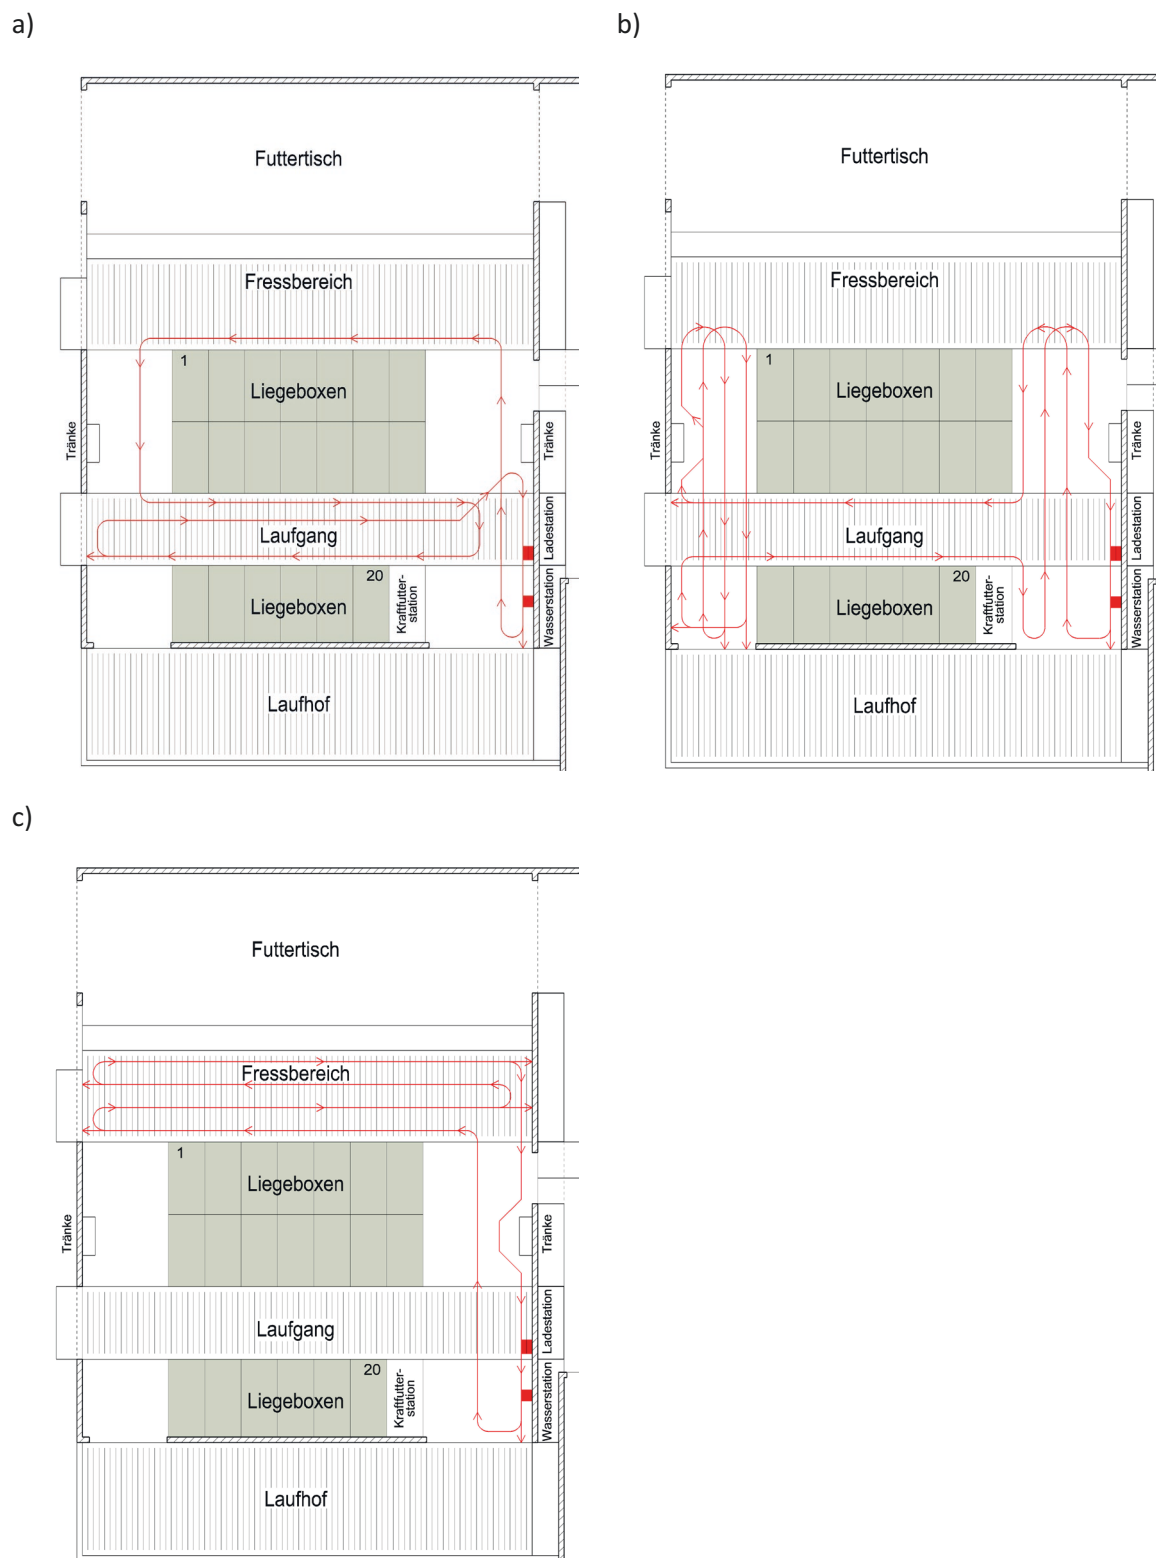 a)
Futtertisch
Fressbereich
1
Liegeboxen
Tränke
Tränke
Laufgang
Ladestation
20
Liegeboxen
Kraftfutter-
station
Wasserstation
Laufhof
b)
Futtertisch
Fressbereich
1
Liegeboxen
Tränke
Tränke
Laufgang
Ladestation
20
Liegeboxen
Kraftfutter-
station
Wasserstation
Laufhof
c)
Futtertisch
Fressbereich
1
Liegeboxen
Tränke
Tränke
Laufgang
Ladestation
20
Liegeboxen
Kraftfutter-
station
Wasserstation
Laufhof